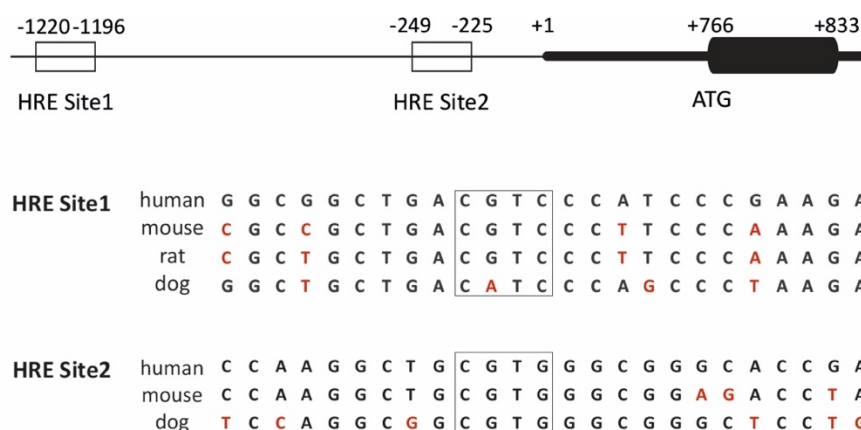 -1220 -1196 -249 -225 +1 +766 +833
HRE Site1 HRE Site2 ATG
HRE Site1 human G G C G G C T G A C G T C C C A T C C C G A A G A
mouse C G C C G C T G A C G T C C C T T C C C A A A G A
rat C G C T G C T G A C G T C C C T T C C C A A A G A
dog G G C T G C T G A C A T C C C A G C C C T A A G A
HRE Site2 human C C A A G G C T G C G T G G G C G G G C A C C G A
mouse C C A A G G C T G C G T G G G C G G A G A C C T A
dog T C C A G G C G G C G T G G G C G G G C T C C T